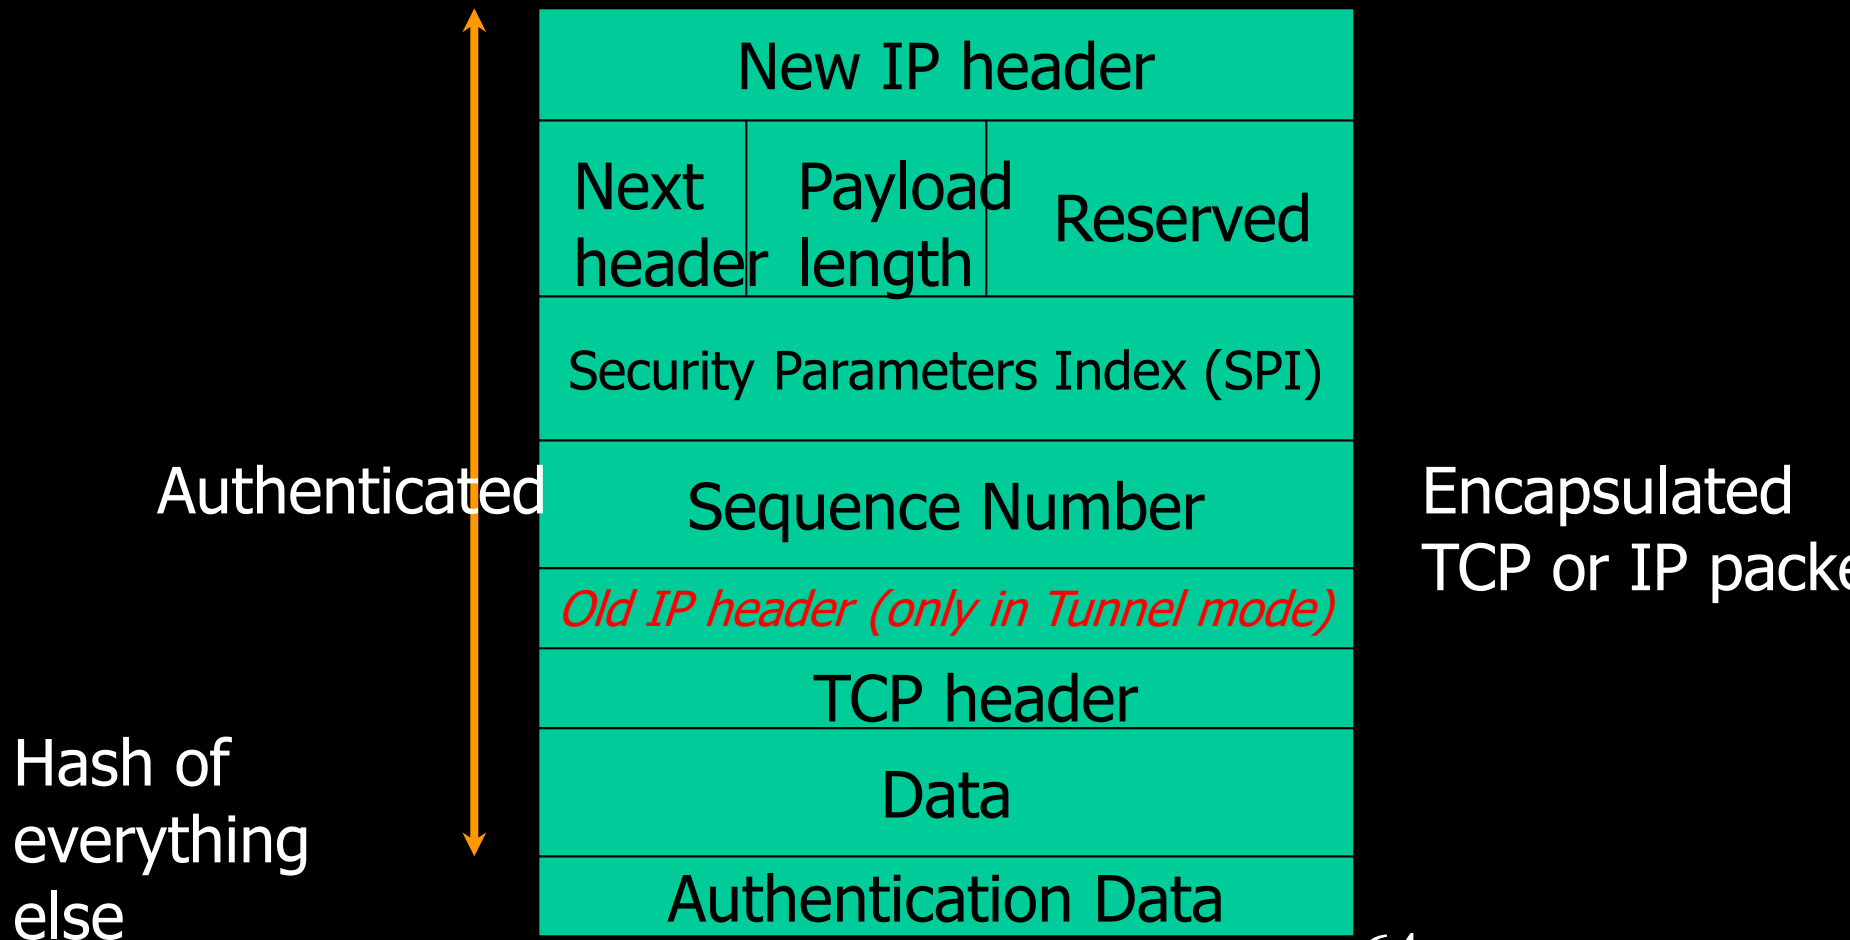 New IP header
Next
header
Payload
length
Reserved
Security Parameters Index (SPI)
Authenticated
Sequence Number
Encapsulated
TCP or IP
Old IP header (only in Tunnel mode)
TCP header
Hash of
everything
else
Data
Authentication Data